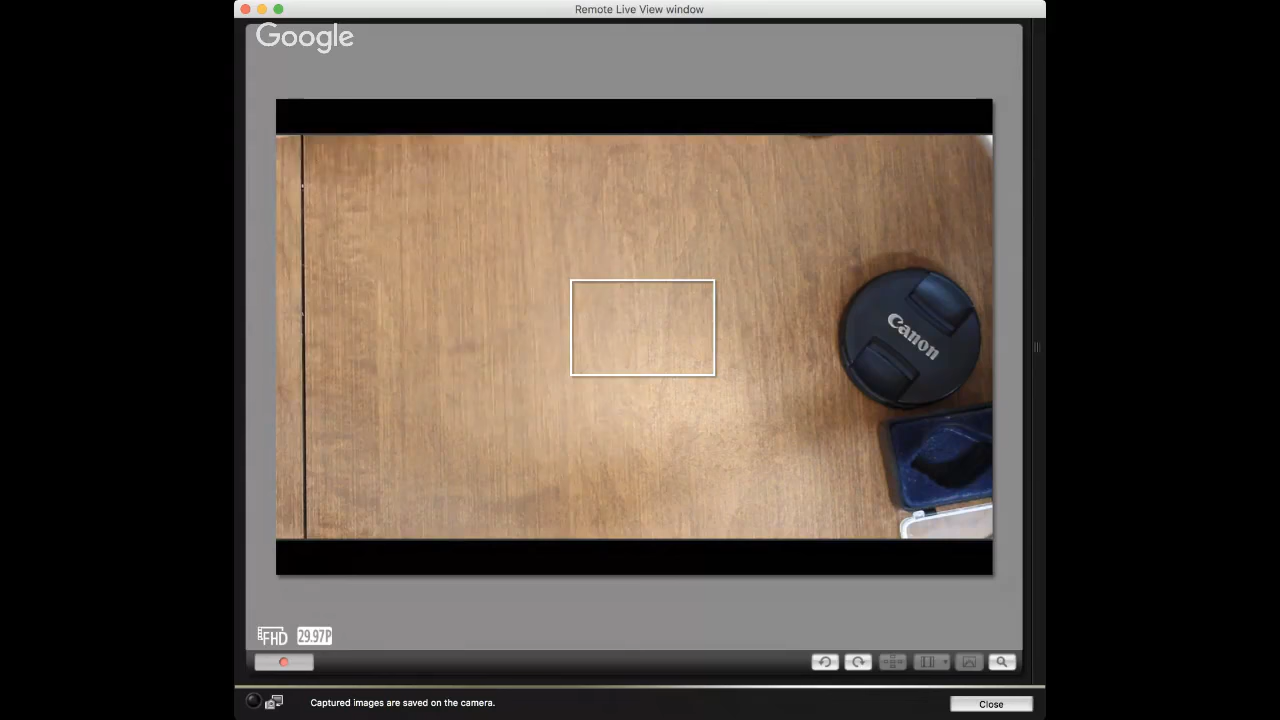 Remote Live View window
Google
Canon
FHD 29.97P
Captured images are saved on the camera.
Close